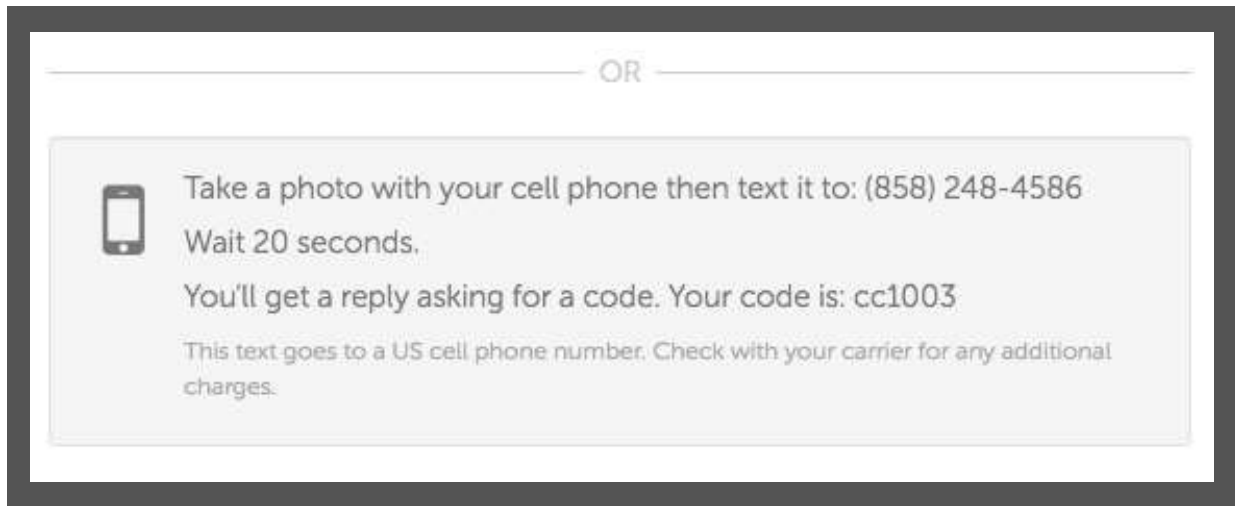 OR
Take a photo with your cell phone then text it to: (858) 248-4586
Wait 20 seconds.
You'll get a reply asking for a code. Your code is: cc1003
This text goes to a US cell phone number. Check with your carrier for any additional
charges.